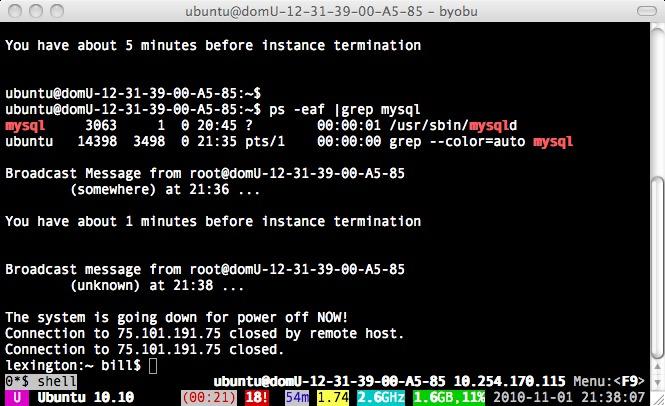 ubuntu@domU-12-31-39-00-A5-85: ~ – byobu
You have about 5 minutes before instance termination
ubuntu@domU-12-31-39-00-A5-85:~$
ubuntu@domU-12-31-39-00-A5-85:~$ ps -eaf |grep mysql
mysql 3063 1 0 20:45 ? 00:00:01 /usr/sbin/mysqld
ubuntu 14398 3498 0 21:35 pts/1 00:00:00 grep --color=auto mysql
Broadcast Message from root@domU-12-31-39-00-A5-85
(somewhere) at 21:36 ...
You have about 1 minutes before instance termination
Broadcast message from root@domU-12-31-39-00-A5-85
(unknown) at 21:38 ...
The system is going down for power off NOW!
Connection to 75.101.191.75 closed by remote host.
Connection to 75.101.191.75 closed.
lexington:~ bill$
0*$ shell ubuntu@domU-12-31-39-00-A5-85 10.254.170.115 Menu:<F9>
U Ubuntu 10.10 (00:21) 18! 54m 1.74 2.6GHz 1.6GB,11% 2010-11-01 21:38:07